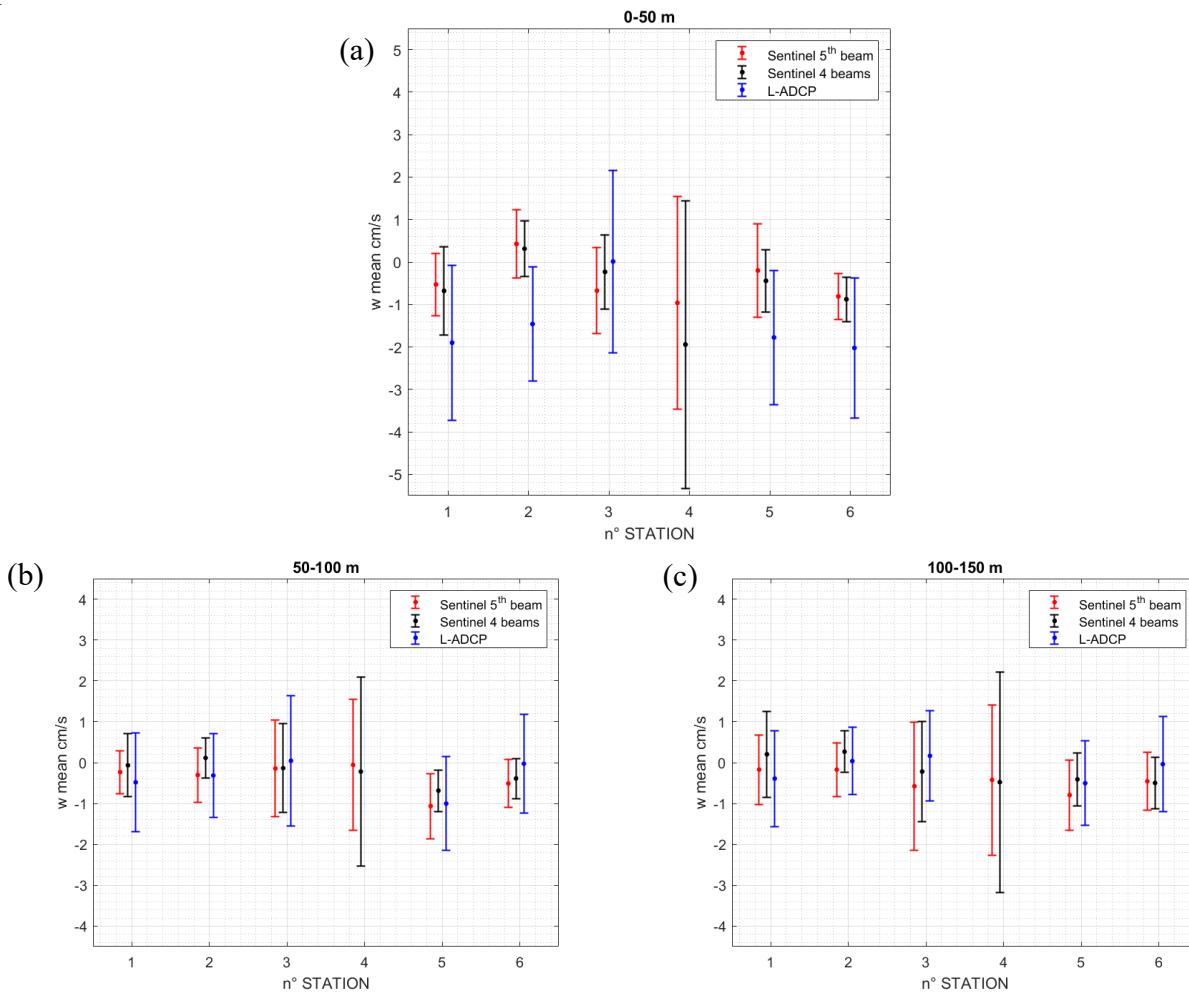 0-50 m
(a)
Sentinel 5th beam
Sentinel 4 beams
L-ADCP
5
4
3
2
1
0
-1
-2
-3
-4
-5
w mean cm/s
1 2 3 4 5 6
n° STATION
(b)
50-100 m
Sentinel 5th beam
Sentinel 4 beams
L-ADCP
4
3
2
1
0
-1
-2
-3
-4
w mean cm/s
1 2 3 4 5 6
n° STATION
(c)
100-150 m
Sentinel 5th beam
Sentinel 4 beams
L-ADCP
4
3
2
1
0
-1
-2
-3
-4
w mean cm/s
1 2 3 4 5 6
n° STATION